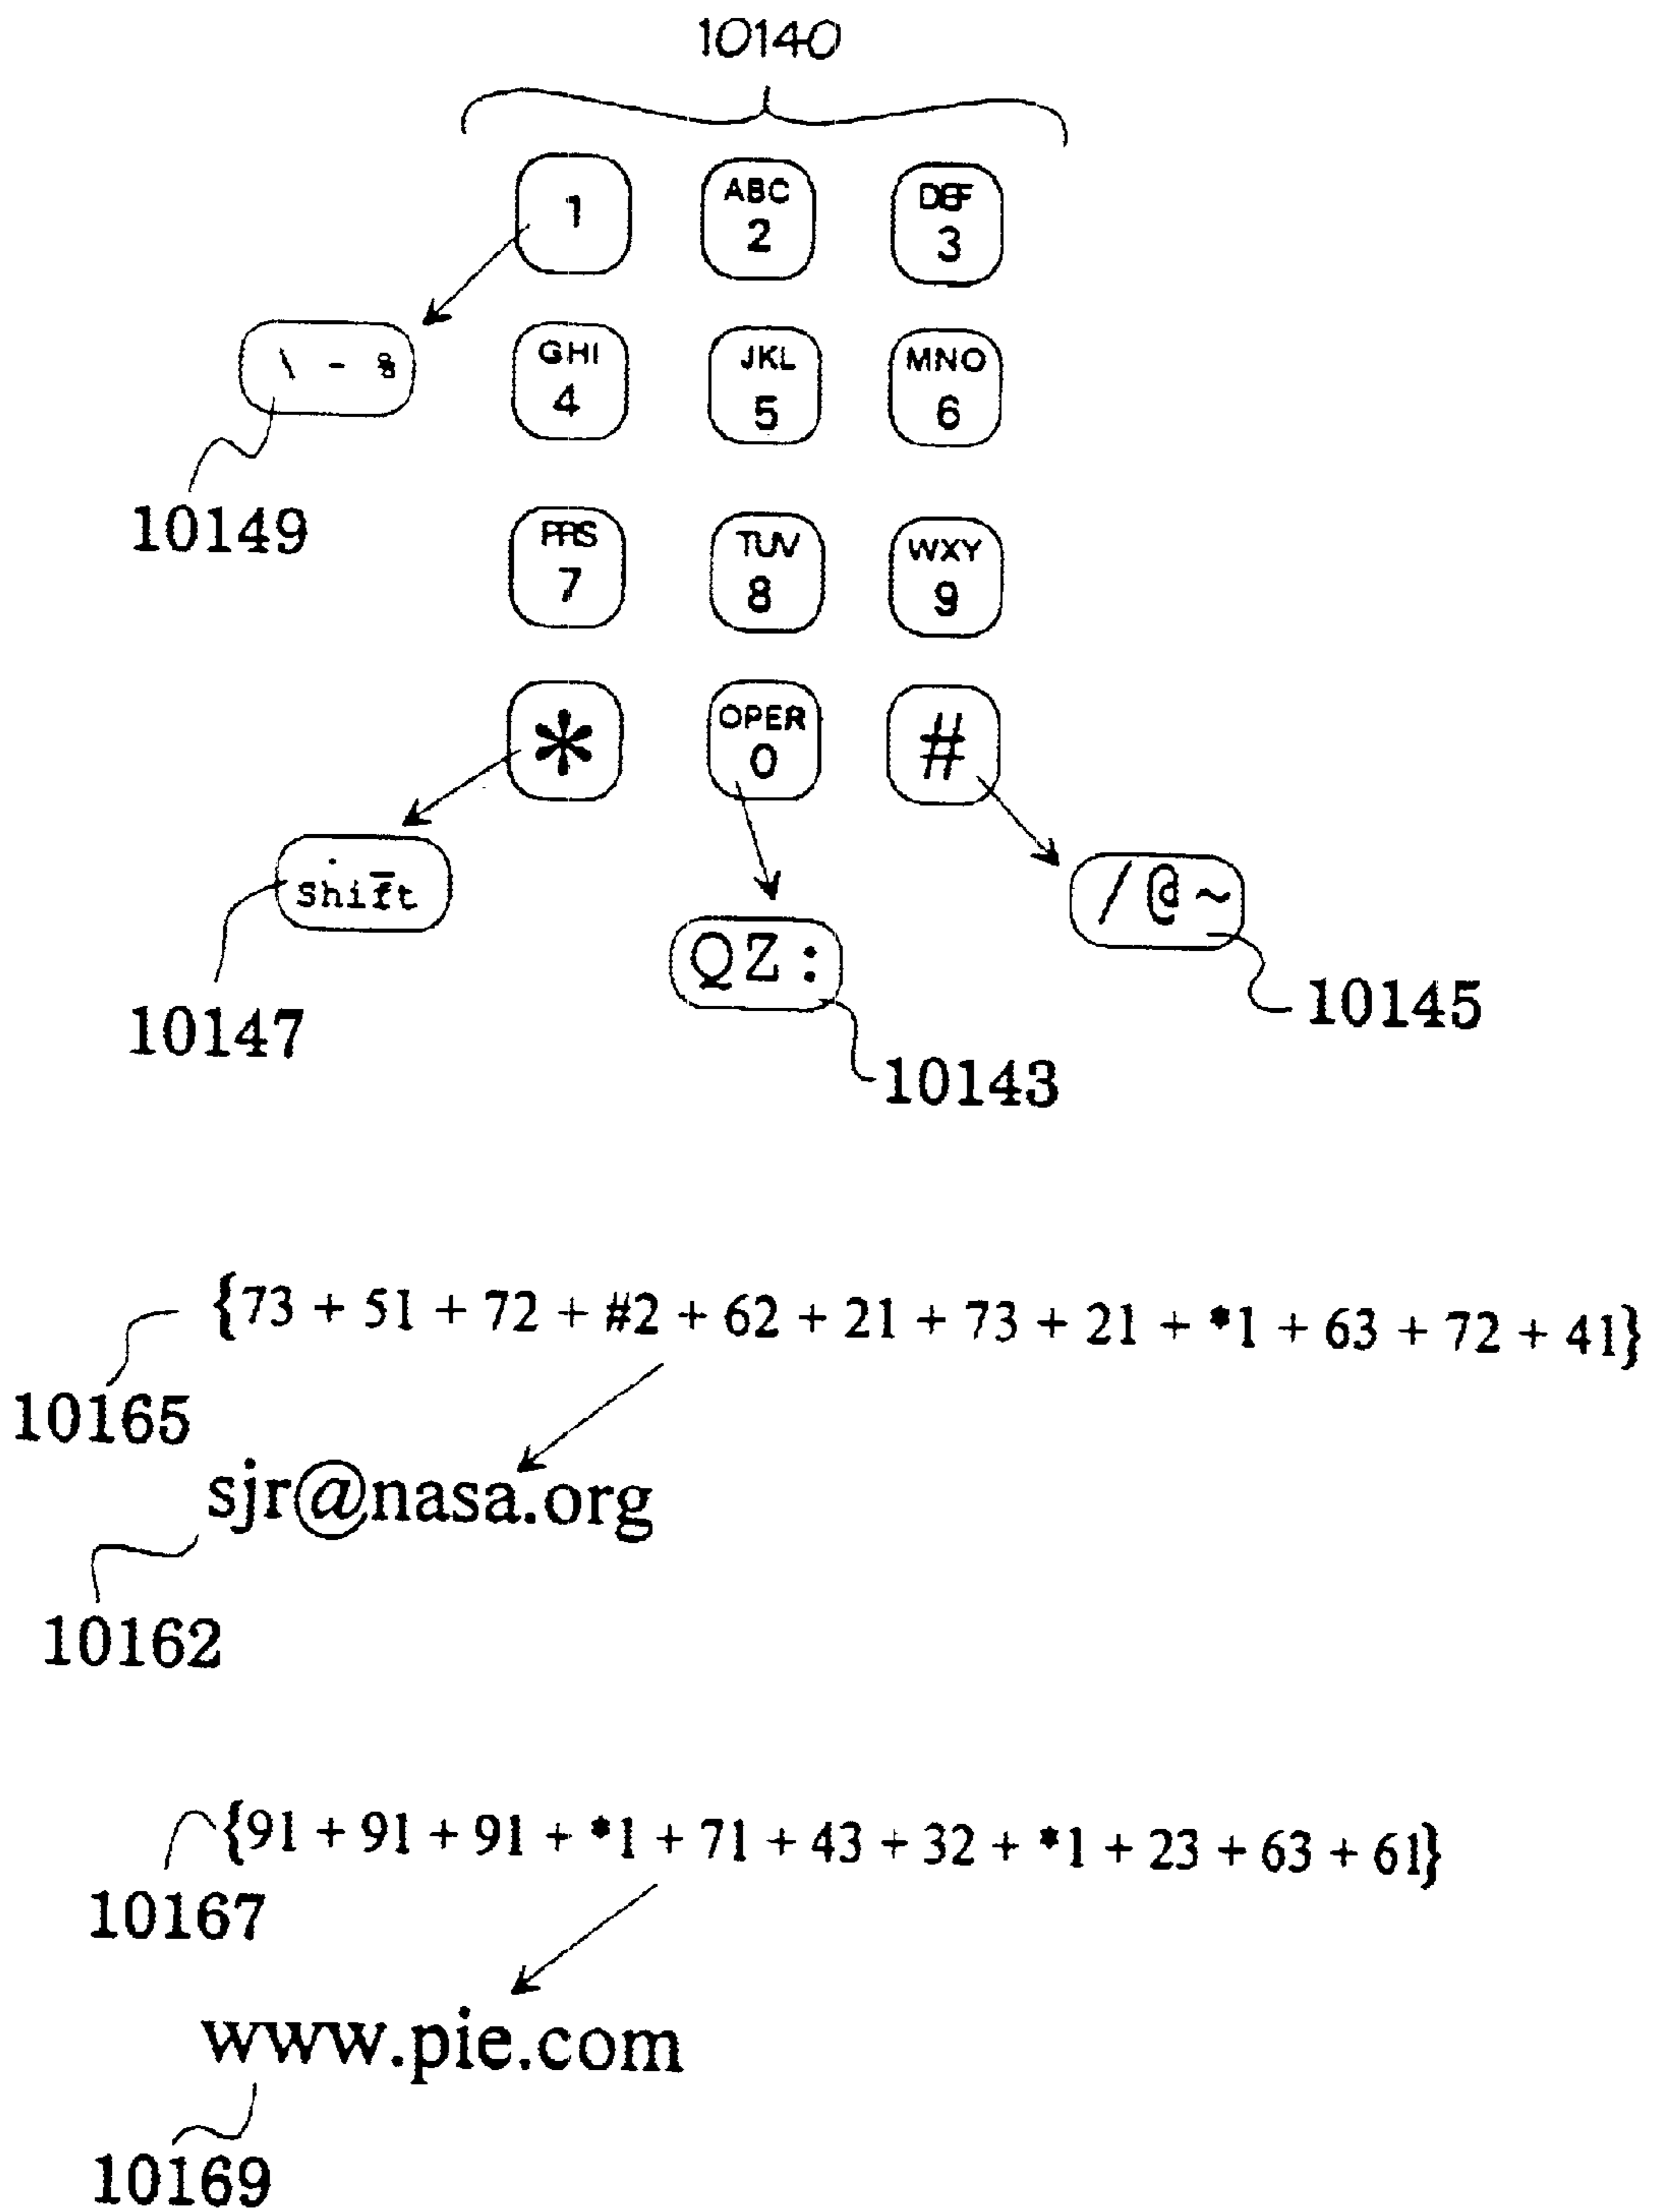 10140
1 ABC DEF
2 3
\ -
GHI JKL MNO
4 5 6
10149
PRS TUV WXY
7 8 9
* OPER #
0
shift
/@~
QZ:
10145
10147
10143
{73 + 51 + 72 + #2 + 62 + 21 + 73 + 21 + *1 + 63 + 72 + 41}
10165
sjr@nasa.org
10162
{91 + 91 + 91 + *1 + 71 + 43 + 32 + *1 + 23 + 63 + 61}
10167
www.pie.com
10169